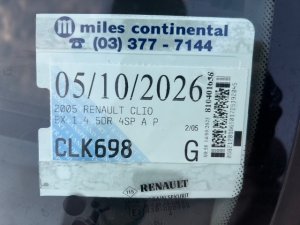 m miles continental
☎ (03) 377 - 7144
05/10/2026
2005 RENAULT CLIO
EX 1.4 5DR 4SP A P
2/05
CLK698
G
RENAULT